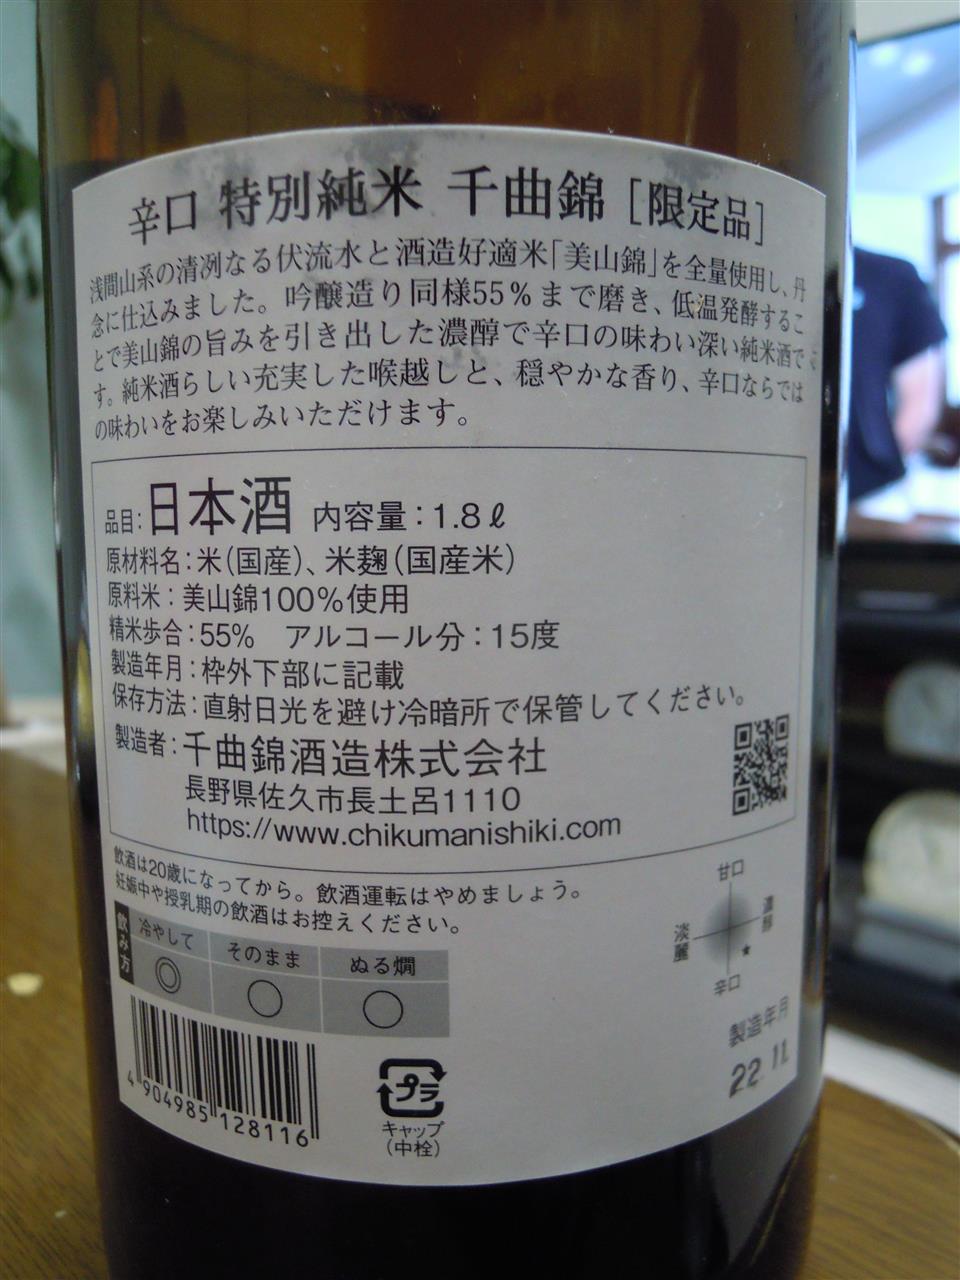 辛口 特別純米 千曲錦 [限定品]
浅間山系の清冽なる伏流水と酒造好適米「美山錦」を全量使用し、丹
念に仕込みました。吟醸造り同様55％まで磨き、低温発酵するこ
とで美山錦の旨みを引き出した濃醇で辛口の味わい深い純米酒で
す。純米酒らしい充実した喉越しと、穏やかな香り、辛口ならでは
の味わいをお楽しみいただけます。
品目：日本酒 内容量：1.8ℓ
原材料名：米（国産）、米麹（国産米）
原料米：美山錦100％使用
精米歩合：55% アルコール分：15度
製造年月：枠外下部に記載
保存方法：直射日光を避け冷暗所で保管してください。
製造者：千曲錦酒造株式会社
長野県佐久市長土呂1110
https://www.chikumanishiki.com
飲酒は20歳になってから。飲酒運転はやめましょう。
妊娠中や授乳期の飲酒はお控えください。
飲み方
冷やして そのまま ぬる燗
◎ ○ ○
甘口
淡麗 濃醇
★
辛口
製造年月
22.11
4 904985 128116
プラ
キャップ
（中栓）